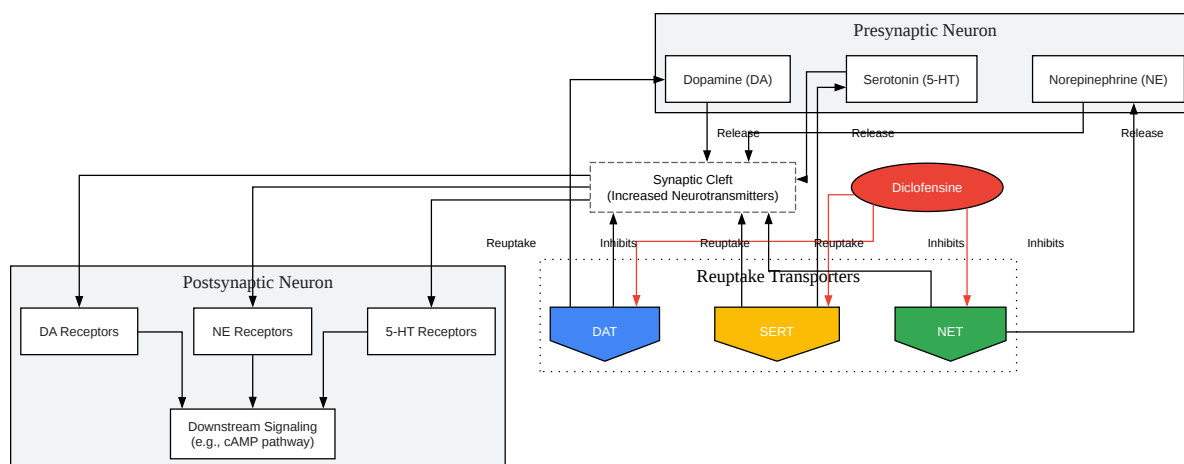 Presynaptic Neuron
Dopamine (DA)
Serotonin (5-HT)
Norepinephrine (NE)
Release
Release
Release
Synaptic Cleft
(Increased Neurotransmitters)
Diclofensine
Reuptake
Inhibits
Reuptake
Reuptake
Inhibits
Inhibits
Postsynaptic Neuron
Reuptake Transporters
DA Receptors
NE Receptors
5-HT Receptors
DAT
SERT
NET
Downstream Signaling
(e.g., cAMP pathway)